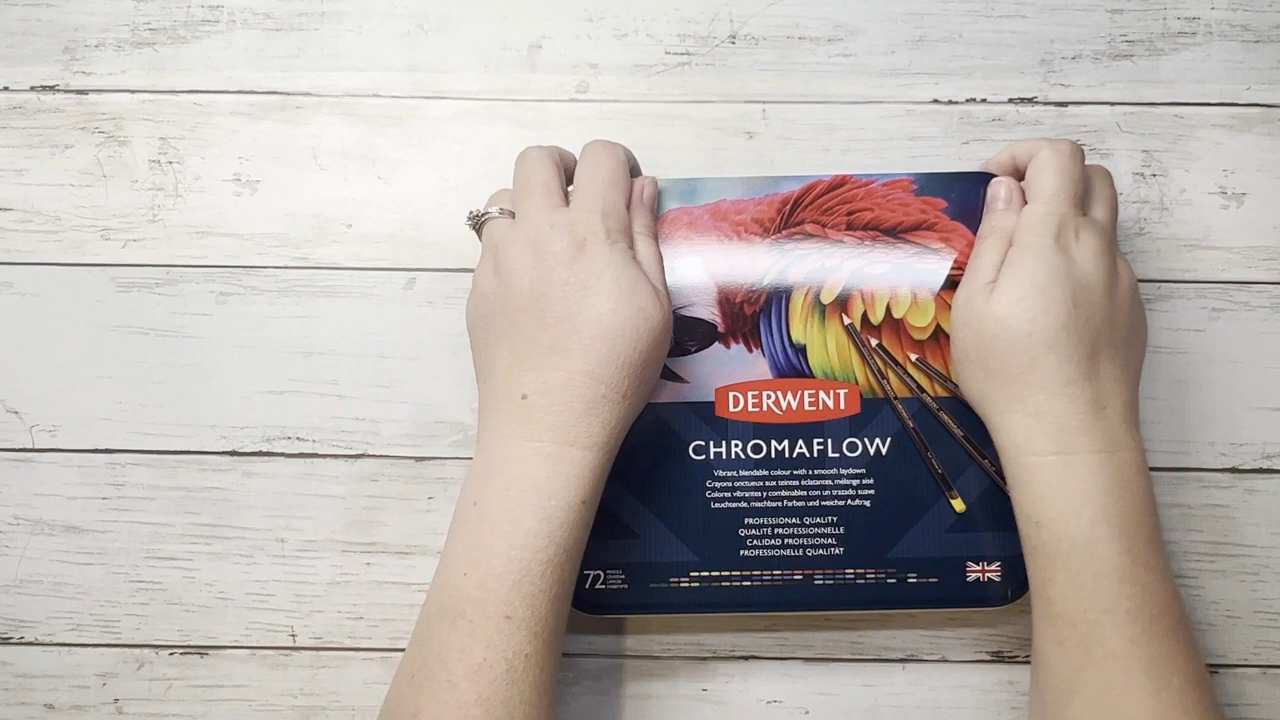 DERWENT
CHROMAFLOW
Vibrant, blendable colour with a smooth laydown
Crayons onctueux aux teintes éclatantes, mélange aisé
Colores vibrantes y combinables con un trazado suave
Leuchtende, mischbare Farben und weicher Auftrag
PROFESSIONAL QUALITY
QUALITÉ PROFESSIONNELLE
CALIDAD PROFESIONAL
PROFESSIONELLE QUALITÄT
72